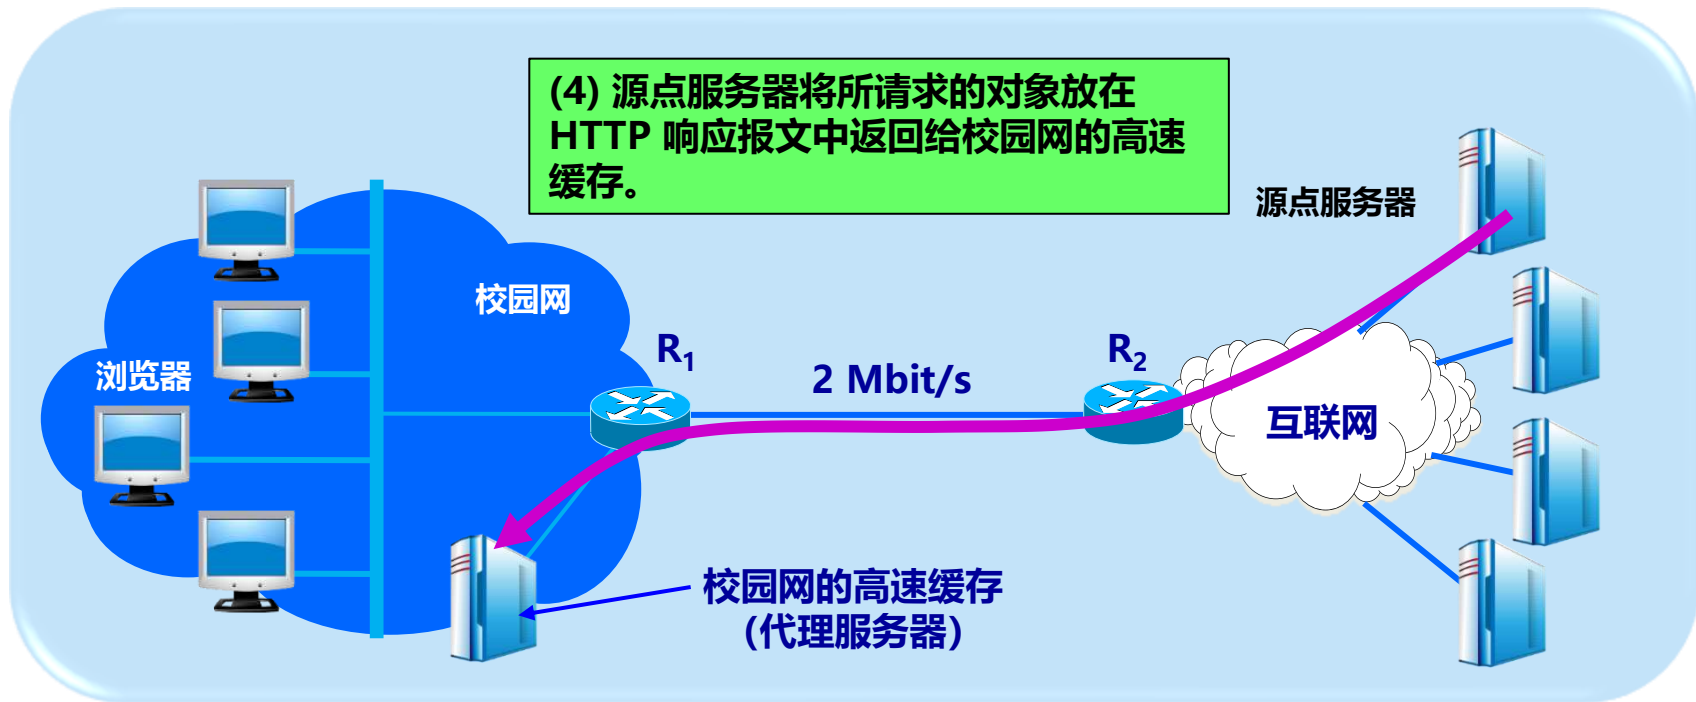 (4) 源点服务器将所请求的对象放在
HTTP 响应报文中返回给校园网的高速
缓存。
源点服务器
校园网
浏览器
R1
2 Mbit/s
R2
互联网
校园网的高速缓存
(代理服务器)